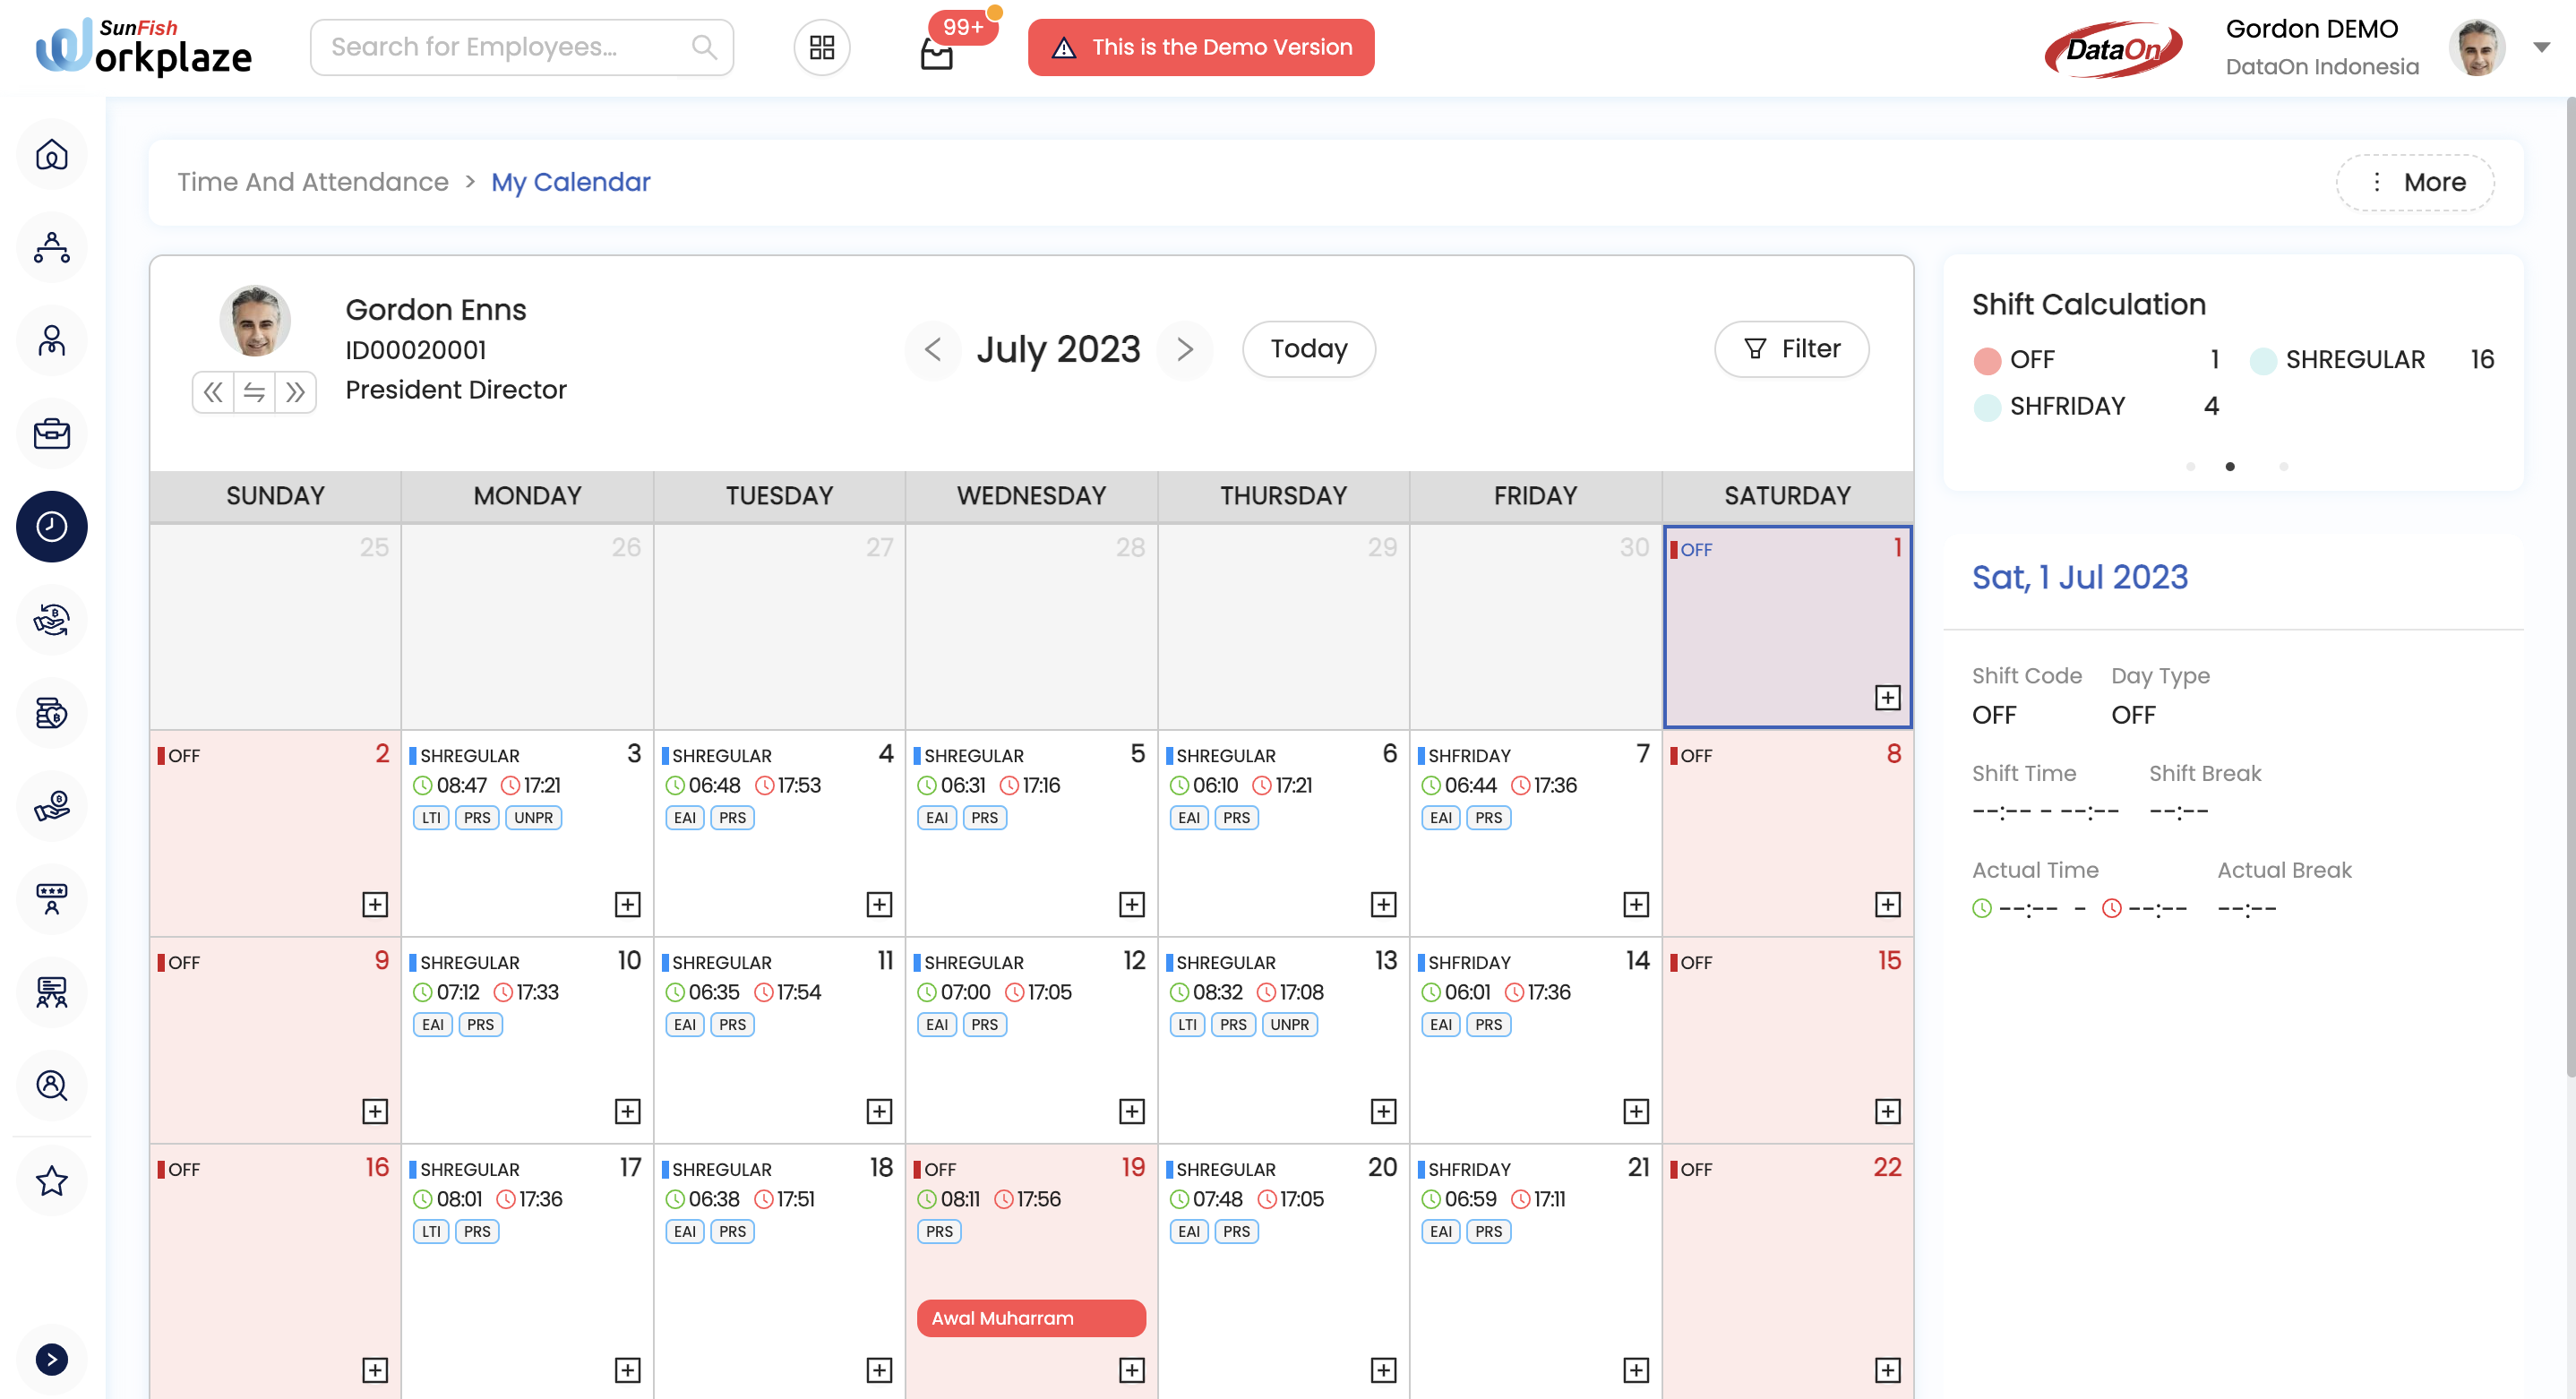 SunFish
Workplaze
Search for Employees...
99+
This is the Demo Version
DataOn
Gordon DEMO
DataOn Indonesia
Time And Attendance > My Calendar
More
Gordon Enns
ID00020001
President Director
July 2023
Today
Filter
SUNDAY MONDAY TUESDAY WEDNESDAY THURSDAY FRIDAY SATURDAY
25 26 27 28 29 30 OFF 1
OFF 2 SHREGULAR 3 SHREGULAR 4 SHREGULAR 5 SHREGULAR 6 SHFRIDAY 7 OFF 8
08:47 17:21 06:48 17:53 06:31 17:16 06:10 17:21 06:44 17:36
LTI PRS UNPR EAI PRS EAI PRS EAI PRS EAI PRS
OFF 9 SHREGULAR 10 SHREGULAR 11 SHREGULAR 12 SHREGULAR 13 SHFRIDAY 14 OFF 15
07:12 17:33 06:35 17:54 07:00 17:05 08:32 17:08 06:01 17:36
EAI PRS EAI PRS EAI PRS LTI PRS UNPR EAI PRS
OFF 16 SHREGULAR 17 SHREGULAR 18 OFF 19 SHREGULAR 20 SHFRIDAY 21 OFF 22
08:01 17:36 06:38 17:51 08:11 17:56 07:48 17:05 06:59 17:11
LTI PRS EAI PRS PRS EAI PRS EAI PRS
Awal Muharram
Shift Calculation
OFF 1 SHREGULAR 16
SHFRIDAY 4
Sat, 1 Jul 2023
Shift Code Day Type
OFF OFF
Shift Time Shift Break
--:-- - --:-- --:--
Actual Time Actual Break
--:-- - --:-- --:--